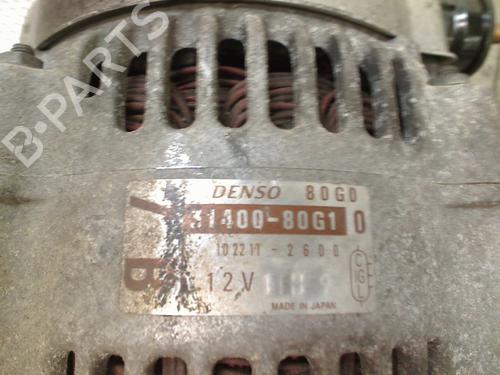 B-PARTS
DENSO 80G0
31400-80G1 0
102211-2600
12V
MADE IN JAPAN